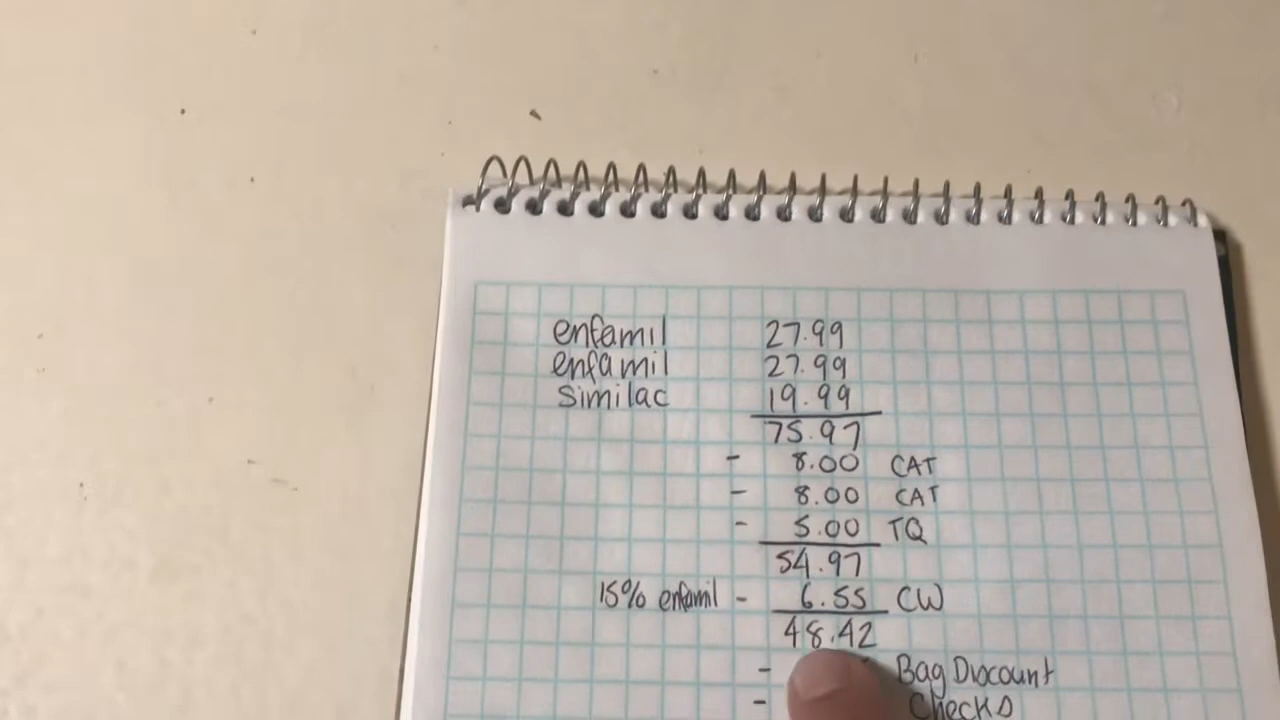 enfamil 27.99
enfamil 27.99
Similac 19.99
75.97
- 8.00 CAT
- 8.00 CAT
- 5.00 TQ
54.97
15% enfamil - 6.55 CW
48.42
- Bag Discount
- Checks